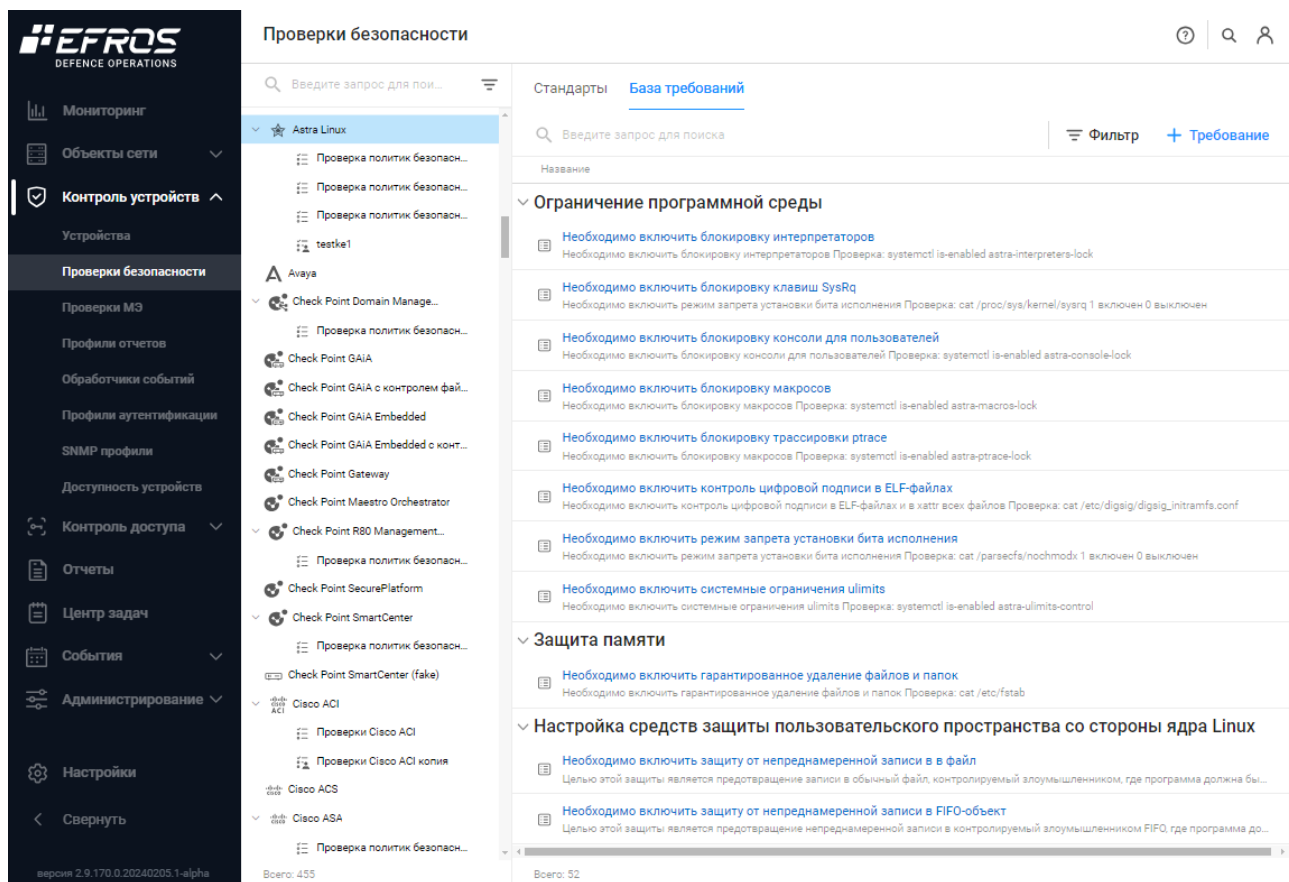 EFROS
DEFENCE OPERATIONS
Мониторинг
Объекты сети
Контроль устройств
Устройства
Проверки безопасности
Проверки МЭ
Профили отчетов
Обработчики событий
Профили аутентификации
SNMP профили
Доступность устройств
Контроль доступа
Отчеты
Центр задач
События
Администрирование
Настройки
Свернуть
версия 2.9.170.0.20240205.1-alpha
Проверки безопасности
Введите запрос для пои...
Astra Linux
Проверка политик безопасн...
Проверка политик безопасн...
Проверка политик безопасн...
testke1
Avaya
Check Point Domain Manage...
Проверка политик безопасн...
Check Point GAiA
Check Point GAiA с контролем фай...
Check Point GAiA Embedded
Check Point GAiA Embedded с конт...
Check Point Gateway
Check Point Maestro Orchestrator
Check Point R80 Management...
Проверка политик безопасн...
Check Point SecurePlatform
Check Point SmartCenter
Проверка политик безопасн...
Check Point SmartCenter (fake)
Cisco ACI
Проверки Cisco ACI
Проверки Cisco ACI копия
Cisco ACS
Cisco ASA
Проверка политик безопасн...
Всего: 455
Стандарты База требований
Введите запрос для поиска Фильтр + Требование
Название
Ограничение программной среды
Необходимо включить блокировку интерпретаторов
Необходимо включить блокировку интерпретаторов Проверка: systemctl is-enabled astra-interpreters-lock
Необходимо включить блокировку клавиш SysRq
Необходимо включить режим запрета установки бита исполнения Проверка: cat /proc/sys/kernel/sysrq 1 включен 0 выключен
Необходимо включить блокировку консоли для пользователей
Необходимо включить блокировку консоли для пользователей Проверка: systemctl is-enabled astra-console-lock
Необходимо включить блокировку макросов
Необходимо включить блокировку макросов Проверка: systemctl is-enabled astra-macros-lock
Необходимо включить блокировку трассировки ptrace
Необходимо включить блокировку макросов Проверка: systemctl is-enabled astra-ptrace-lock
Необходимо включить контроль цифровой подписи в ELF-файлах
Необходимо включить контроль цифровой подписи в ELF-файлах и в xattr всех файлов Проверка: cat /etc/digsig/digsig_initramfs.conf
Необходимо включить режим запрета установки бита исполнения
Необходимо включить режим запрета установки бита исполнения Проверка: cat /parsecfs/nochmodx 1 включен 0 выключен
Необходимо включить системные ограничения ulimits
Необходимо включить системные ограничения ulimits Проверка: systemctl is-enabled astra-ulimits-control
Защита памяти
Необходимо включить гарантированное удаление файлов и папок
Необходимо включить гарантированное удаление файлов и папок Проверка: cat /etc/fstab
Настройка средств защиты пользовательского пространства со стороны ядра Linux
Необходимо включить защиту от непреднамеренной записи в в файл
Целью этой защиты является предотвращение записи в обычный файл, контролируемый злоумышленником, где программа должна бы...
Необходимо включить защиту от непреднамеренной записи в FIFO-объект
Целью этой защиты является предотвращение непреднамеренной записи в контролируемый злоумышленником FIFO, где программа до...
Всего: 52